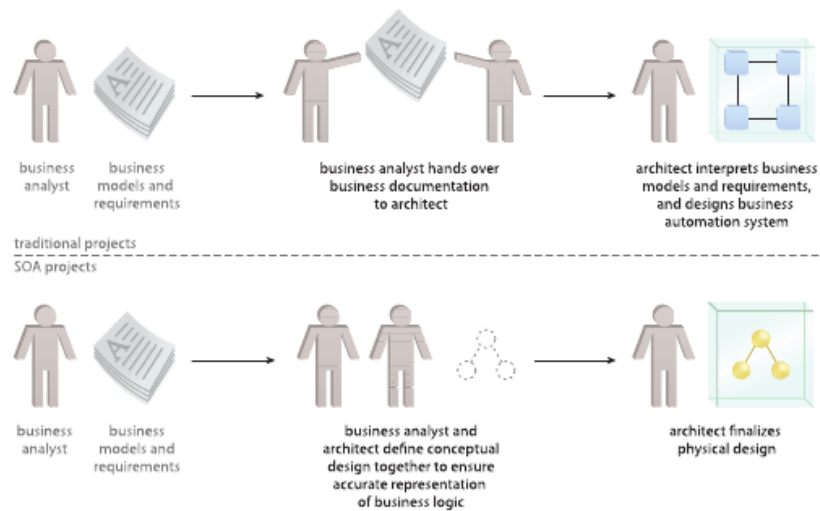 business
analyst
business
models and
requirements
business analyst hands over
business documentation
to architect
architect interprets business
models and requirements,
and designs business
automation system
traditional projects
SOA projects
business
analyst
business
models and
requirements
business analyst and
architect define conceptual
design together to ensure
accurate representation
of business logic
architect finalizes
physical design